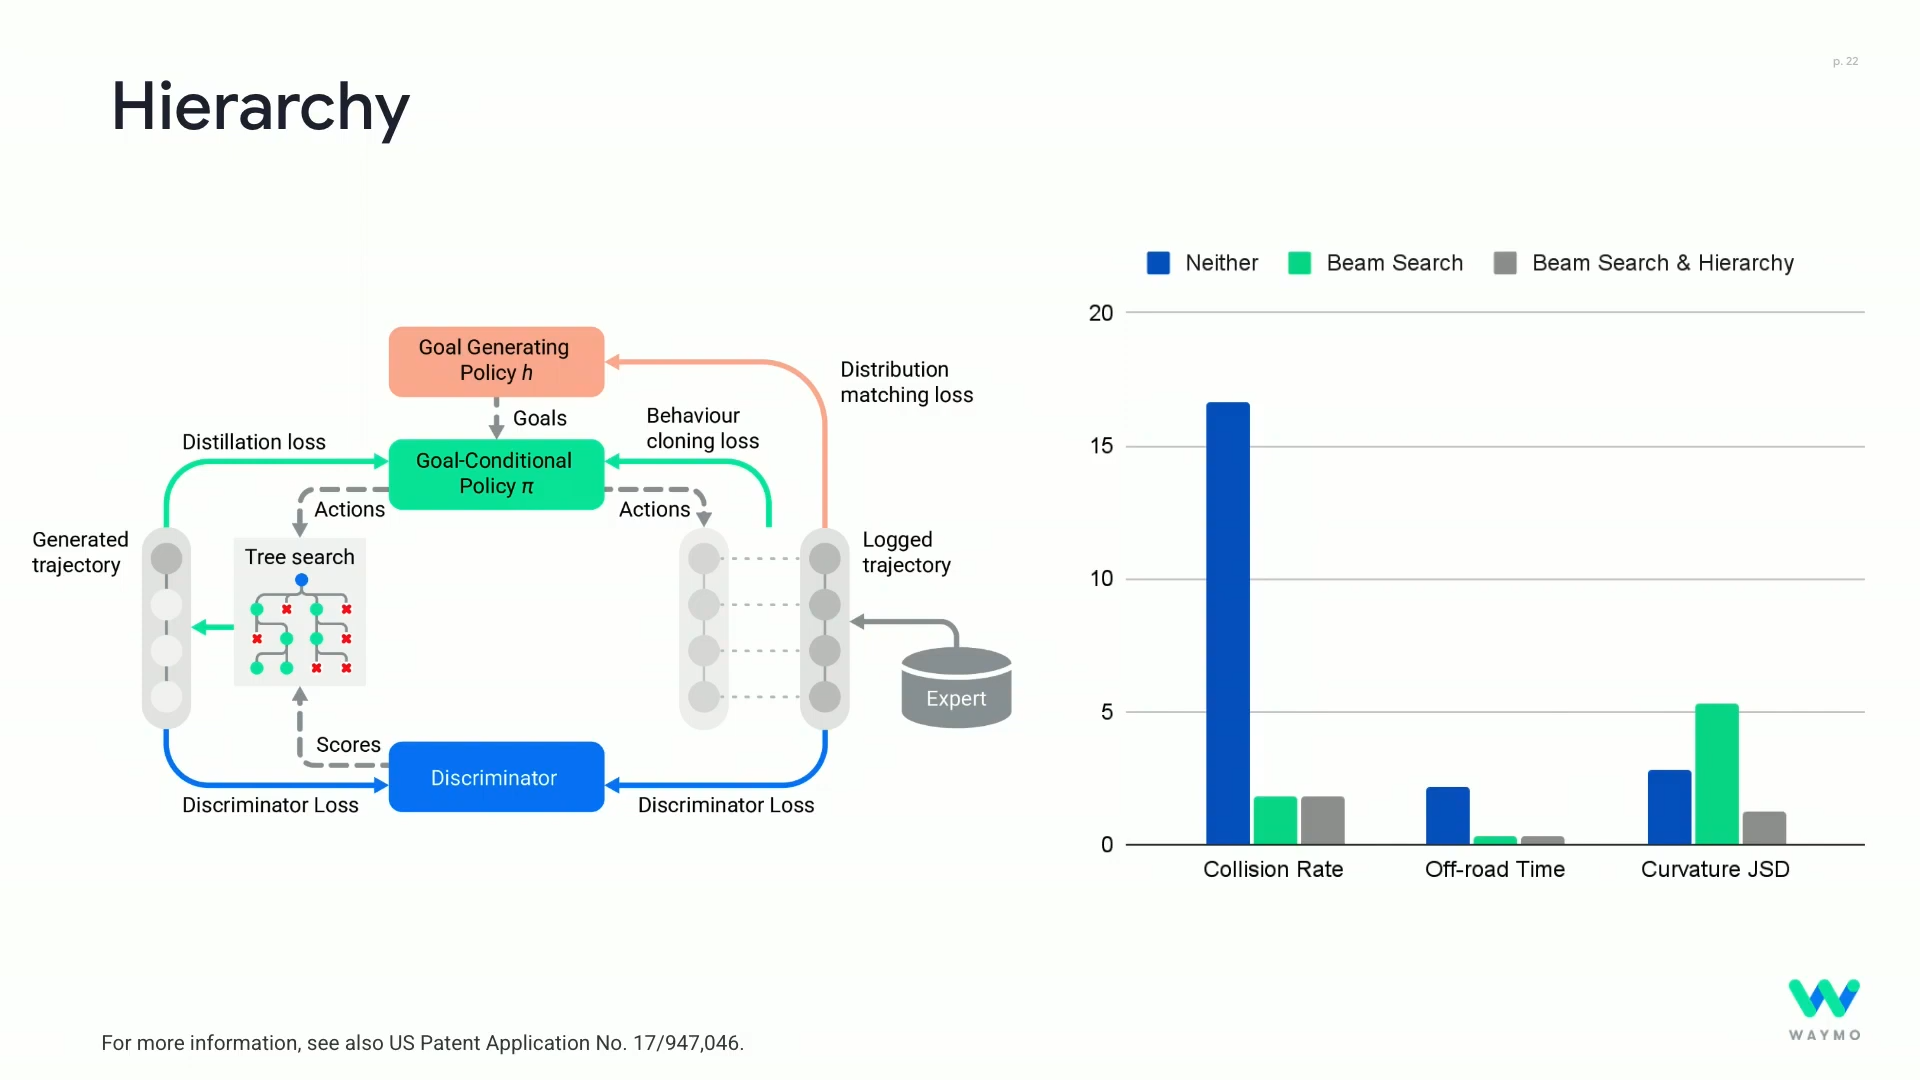 p. 22
Hierarchy
Goal Generating
Policy h
Distribution
matching loss
Goals
Behaviour
cloning loss
Distillation loss
Goal-Conditional
Policy π
Actions
Actions
Generated
trajectory
Tree search
Logged
trajectory
Expert
Scores
Discriminator
Discriminator Loss
Discriminator Loss
Neither
Beam Search
Beam Search & Hierarchy
20
15
10
5
0
Collision Rate
Off-road Time
Curvature JSD
WAYMO
For more information, see also US Patent Application No. 17/947,046.